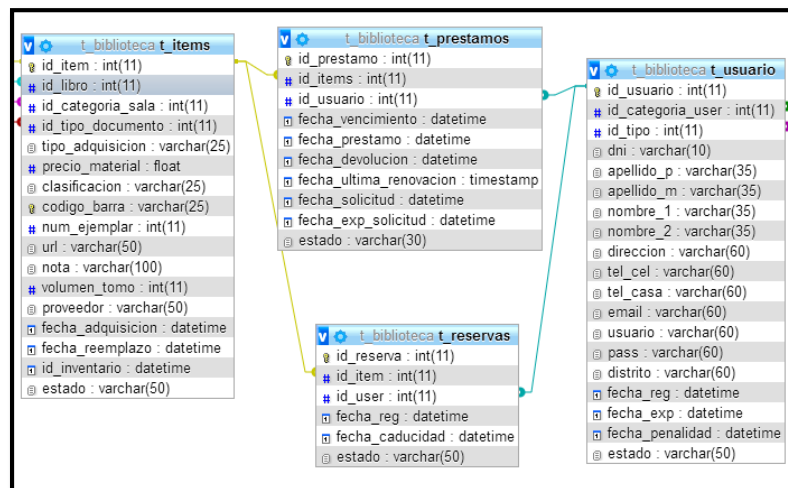 t_biblioteca t_items
id_item : int(11)
id_libro : int(11)
id_categoria_sala : int(11)
id_tipo_documento : int(11)
tipo_adquisicion : varchar(25)
precio_material : float
clasificacion : varchar(25)
codigo_barra : varchar(25)
num_ejemplar : int(11)
url : varchar(50)
nota : varchar(100)
volumen_tomo : int(11)
proveedor : varchar(50)
fecha_adquisicion : datetime
fecha_reemplazo : datetime
id_inventario : datetime
estado : varchar(50)
t_biblioteca t_prestamos
id_prestamo : int(11)
id_items : int(11)
id_usuario : int(11)
fecha_vencimiento : datetime
fecha_prestamo : datetime
fecha_devolucion : datetime
fecha_ultima_renovacion : timestamp
fecha_solicitud : datetime
fecha_exp_solicitud : datetime
estado : varchar(30)
t_biblioteca t_reservas
id_reserva : int(11)
id_item : int(11)
id_user : int(11)
fecha_reg : datetime
fecha_caducidad : datetime
estado : varchar(50)
t_biblioteca t_usuario
id_usuario : int(11)
id_categoria_user : int(11)
id_tipo : int(11)
dni : varchar(10)
apellido_p : varchar(35)
apellido_m : varchar(35)
nombre_1 : varchar(35)
nombre_2 : varchar(35)
direccion : varchar(60)
tel_cel : varchar(60)
tel_casa : varchar(60)
email : varchar(60)
usuario : varchar(60)
pass : varchar(60)
distrito : varchar(60)
fecha_reg : datetime
fecha_exp : datetime
fecha_penalidad : datetime
estado : varchar(50)